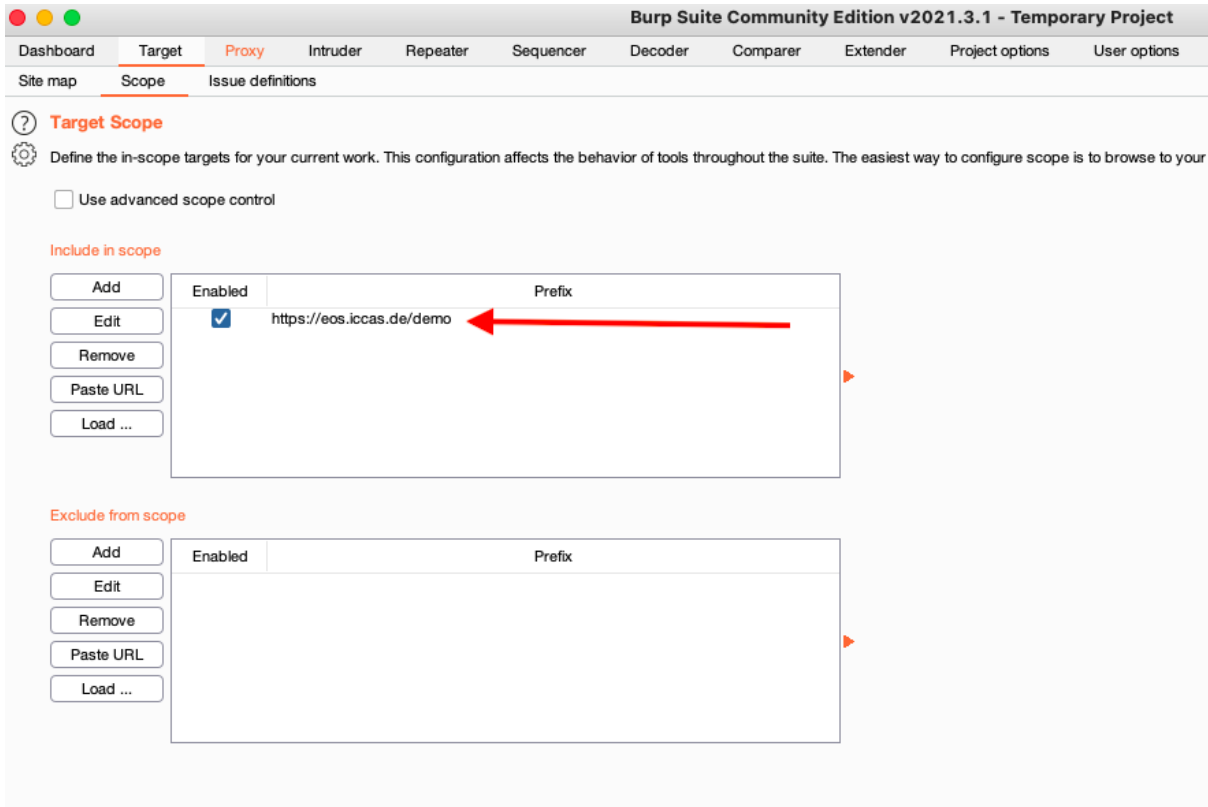 Burp Suite Community Edition v2021.3.1 - Temporary Project
Dashboard Target Proxy Intruder Repeater Sequencer Decoder Comparer Extender Project options User options
Site map Scope Issue definitions
? Target Scope
Define the in-scope targets for your current work. This configuration affects the behavior of tools throughout the suite. The easiest way to configure scope is to browse to your
Use advanced scope control
Include in scope
Add
Enabled Prefix
Edit
https://eos.iccas.de/demo
Remove
Paste URL
Load ...
Exclude from scope
Add
Enabled Prefix
Edit
Remove
Paste URL
Load ...